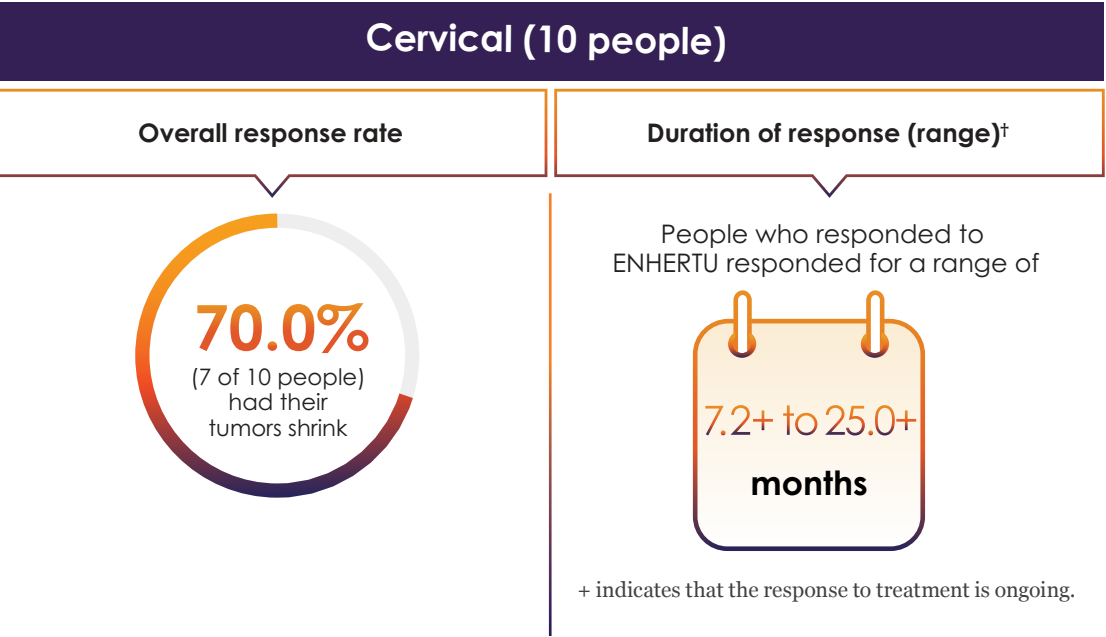 Cervical (10 people)
Overall response rate
70.0%
(7 of 10 people)
had their
tumors shrink
Duration of response (range)†
People who responded to
ENHERTU responded for a range of
7.2+ to 25.0+
months
+ indicates that the response to treatment is ongoing.